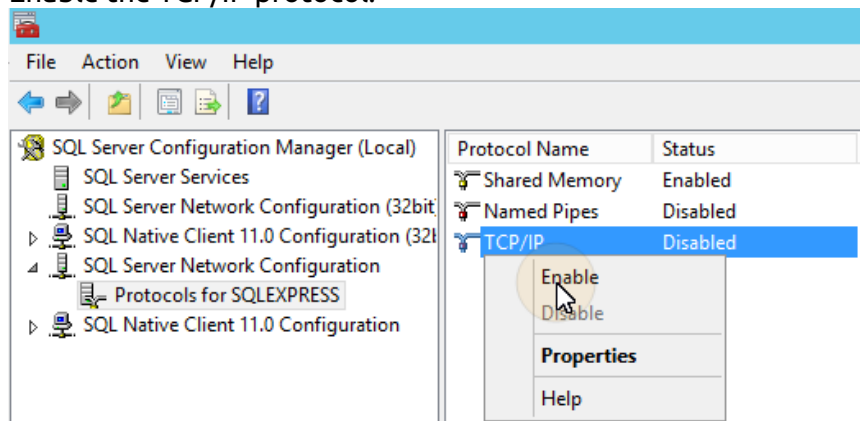 Enable the TCP/IP protocol.
File Action View Help
SQL Server Configuration Manager (Local)
SQL Server Services
SQL Server Network Configuration (32bit
SQL Native Client 11.0 Configuration (32b
SQL Server Network Configuration
Protocols for SQLEXPRESS
SQL Native Client 11.0 Configuration
Protocol Name Status
Shared Memory Enabled
Named Pipes Disabled
TCP/IP Disabled
Enable
Disable
Properties
Help